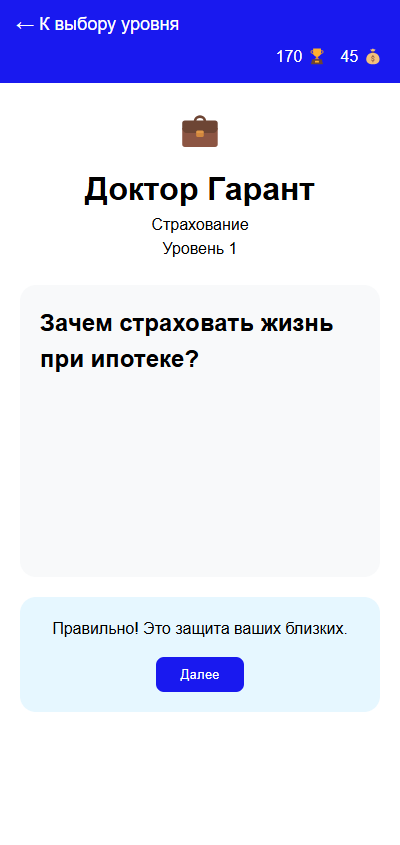 ← К выбору уровня
170 🏆 45 💰
Доктор Гарант
Страхование
Уровень 1
Зачем страховать жизнь
при ипотеке?
Правильно! Это защита ваших близких.
Далее